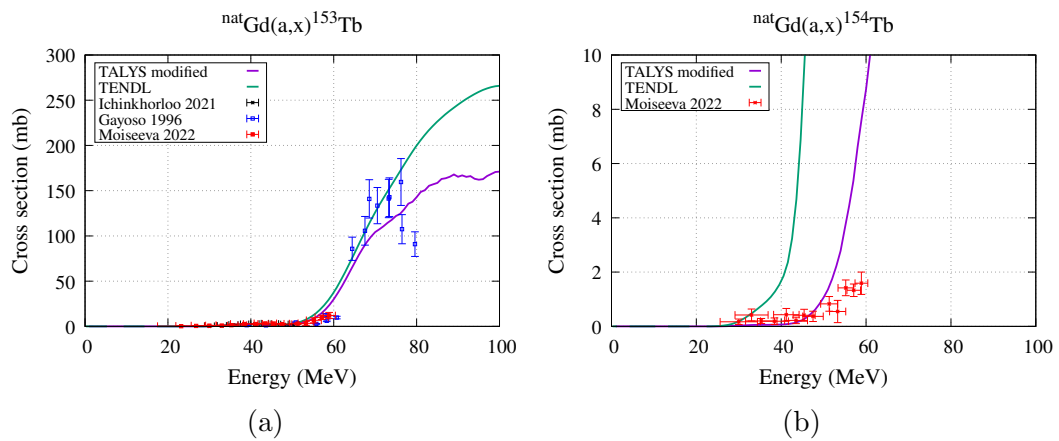 natGd(a,x)153Tb
300
250
200
150
100
50
0
Cross section (mb)
TALYS modified
TENDL
Ichinkhorloo 2021
Gayoso 1996
Moiseeva 2022
0 20 40 60 80 100
Energy (MeV)
(a)
natGd(a,x)154Tb
10
8
6
4
2
0
Cross section (mb)
TALYS modified
TENDL
Moiseeva 2022
0 20 40 60 80 100
Energy (MeV)
(b)